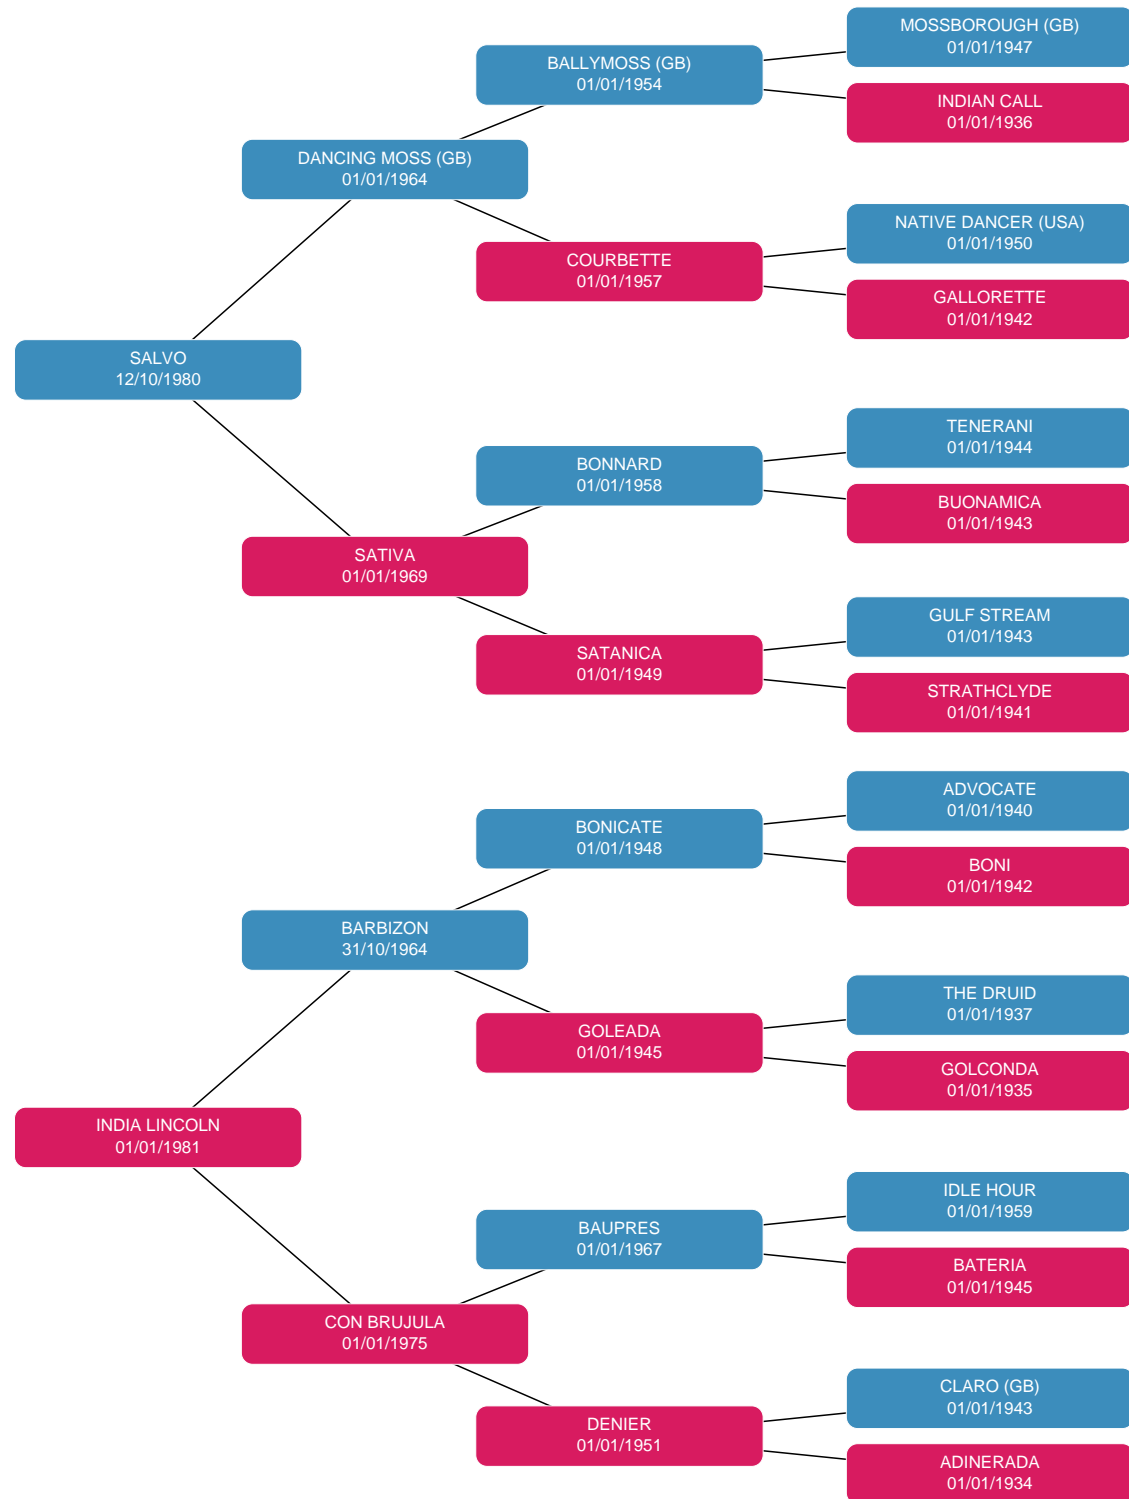 MOSSBOROUGH (GB)
01/01/1947
BALLYMOSS (GB)
01/01/1954
INDIAN CALL
01/01/1936
DANCING MOSS (GB)
01/01/1964
NATIVE DANCER (USA)
01/01/1950
COURBETTE
01/01/1957
GALLORETTE
01/01/1942
SALVO
12/10/1980
TENERANI
01/01/1944
BONNARD
01/01/1958
BUONAMICA
01/01/1943
SATIVA
01/01/1969
GULF STREAM
01/01/1943
SATANICA
01/01/1949
STRATHCLYDE
01/01/1941
ADVOCATE
01/01/1940
BONICATE
01/01/1948
BONI
01/01/1942
BARBIZON
31/10/1964
THE DRUID
01/01/1937
GOLEADA
01/01/1945
GOLCONDA
01/01/1935
INDIA LINCOLN
01/01/1981
IDLE HOUR
01/01/1959
BAUPRES
01/01/1967
BATERIA
01/01/1945
CON BRUJULA
01/01/1975
CLARO (GB)
01/01/1943
DENIER
01/01/1951
ADINERADA
01/01/1934